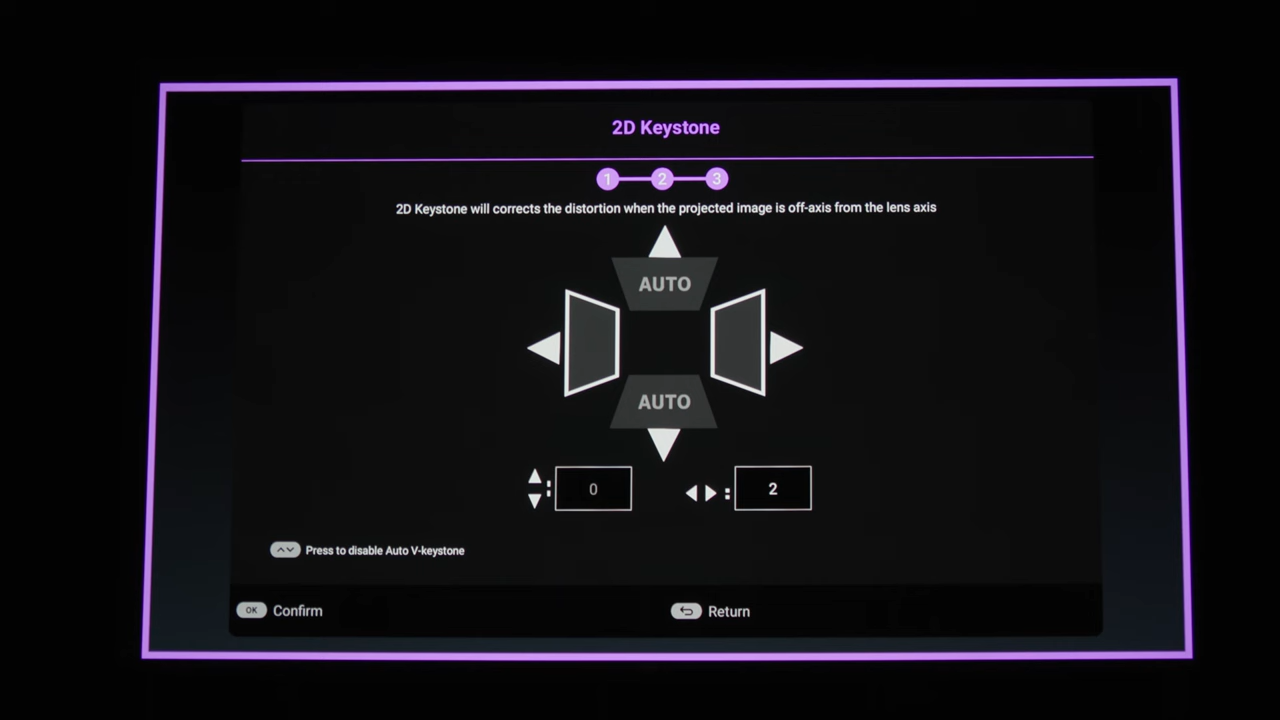 2D Keystone
1 2 3
2D Keystone will corrects the distortion when the projected image is off-axis from the lens axis
AUTO
AUTO
: 0 : 2
Press to disable Auto V-keystone
OK Confirm Return